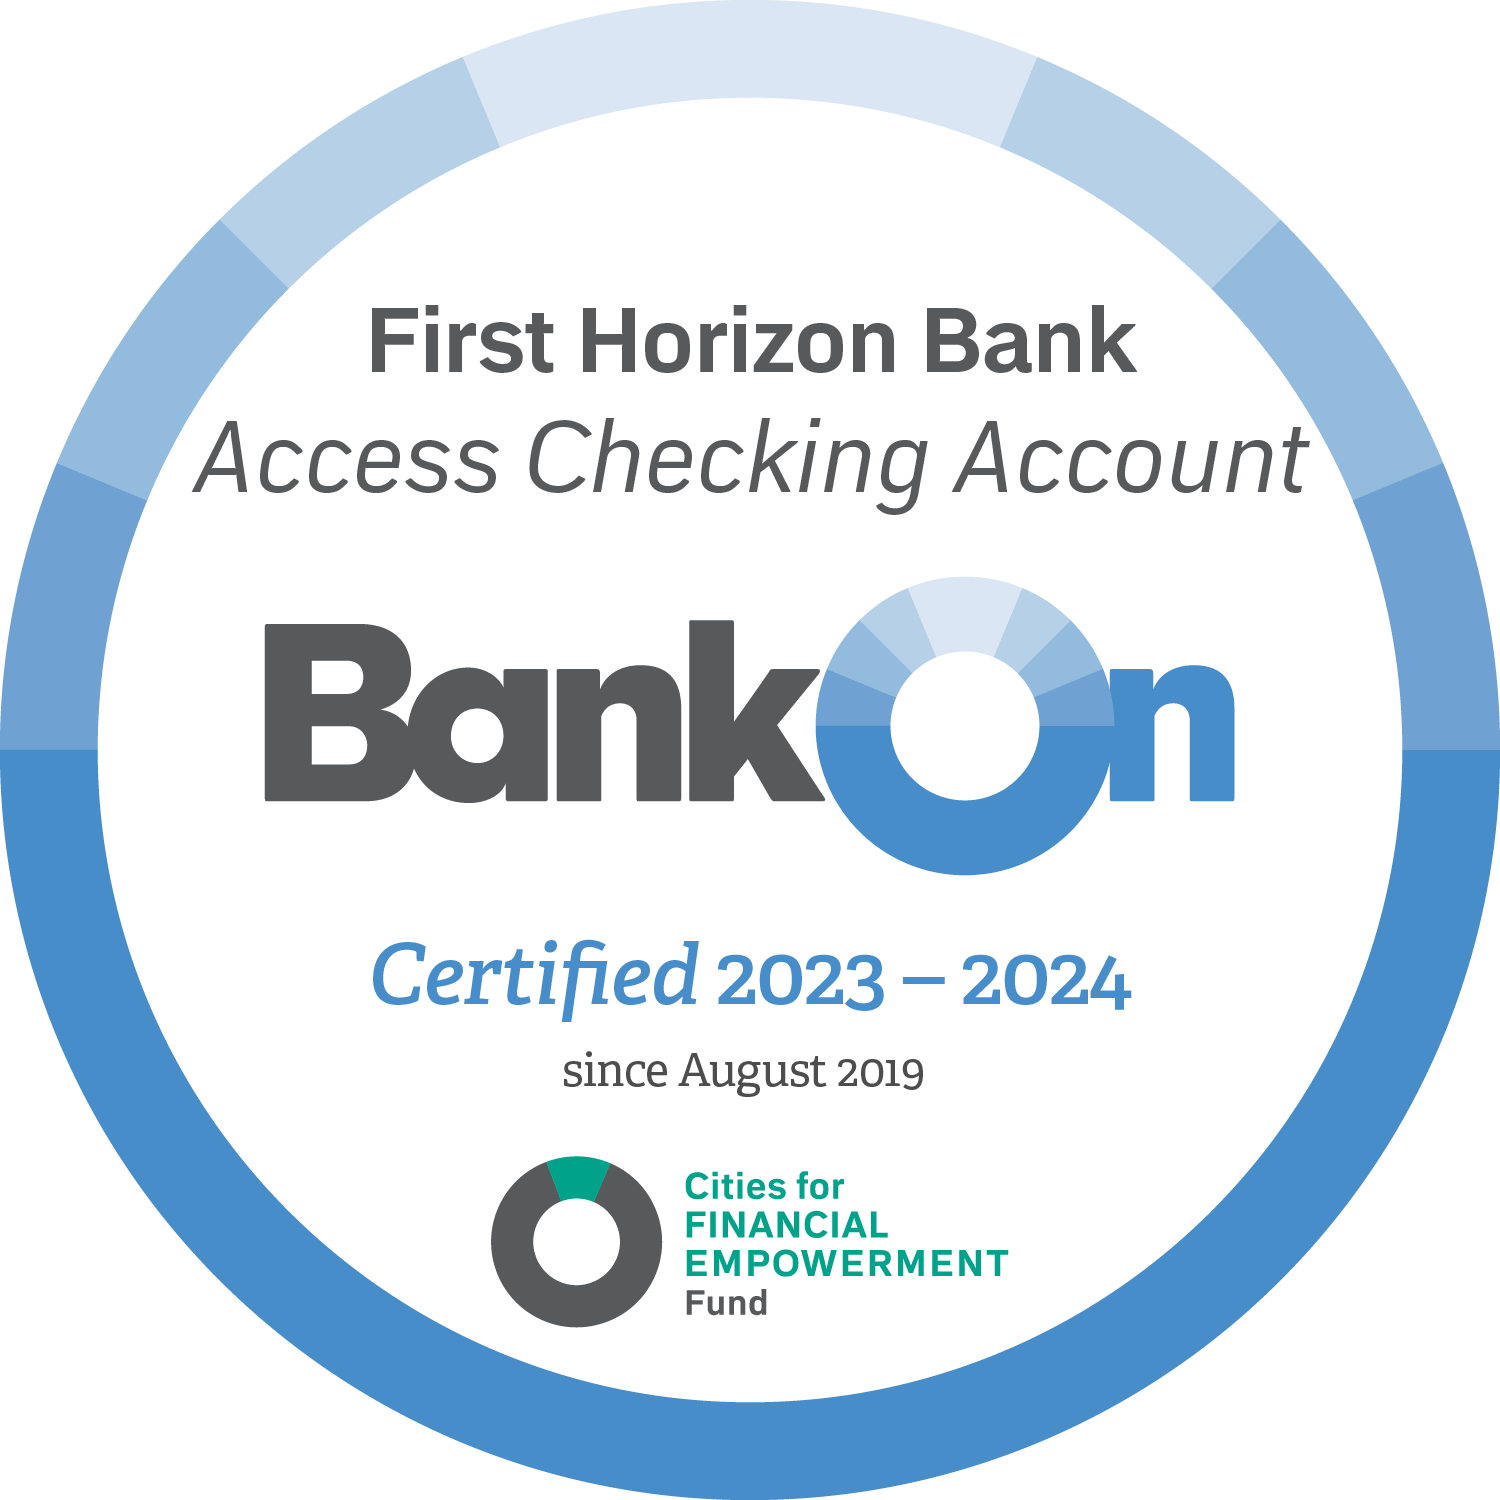 First Horizon Bank
Access Checking Account
BankOn
Certified 2023 – 2024
since August 2019
Cities for
FINANCIAL
EMPOWERMENT
Fund